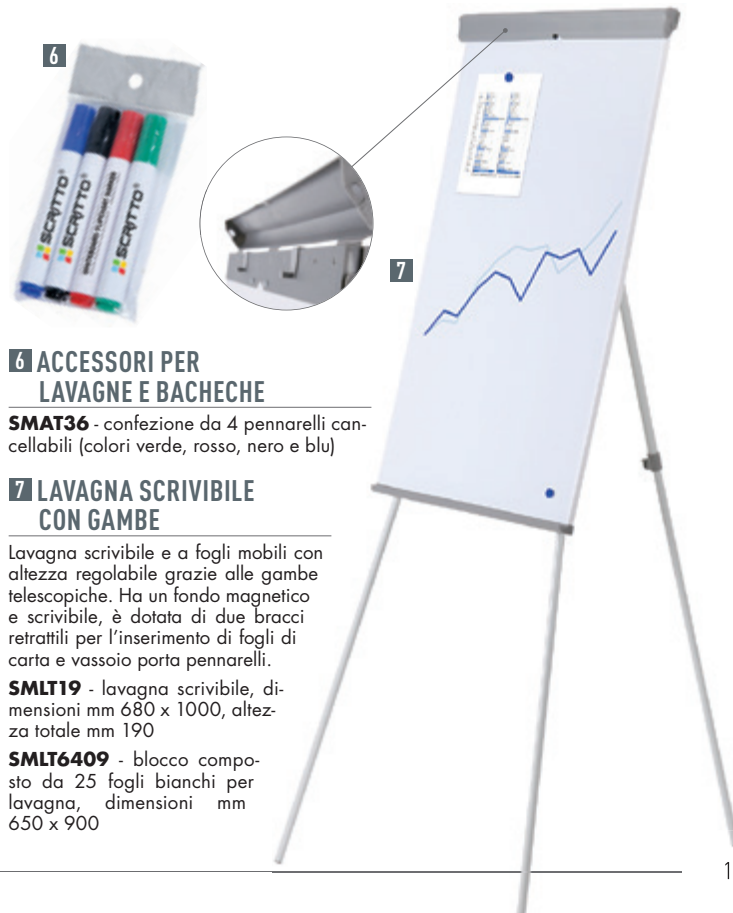 6
SCRITTO®
SCRITTO®
SCRITTO®
7
6 ACCESSORI PER
LAVAGNE E BACHECHE
SMAT36 - confezione da 4 pennarelli can-
cellabili (colori verde, rosso, nero e blu)
7 LAVAGNA SCRIVIBILE
CON GAMBE
Lavagna scrivibile e a fogli mobili con
altezza regolabile grazie alle gambe
telescopiche. Ha un fondo magnetico
e scrivibile, è dotata di due bracci
retrattili per l'inserimento di fogli di
carta e vassoio porta pennarelli.
SMLT19 - lavagna scrivibile, di-
mensioni mm 680 x 1000, altez-
za totale mm 190
SMLT6409 - blocco compo-
sto da 25 fogli bianchi per
lavagna, dimensioni mm
650 x 900
1